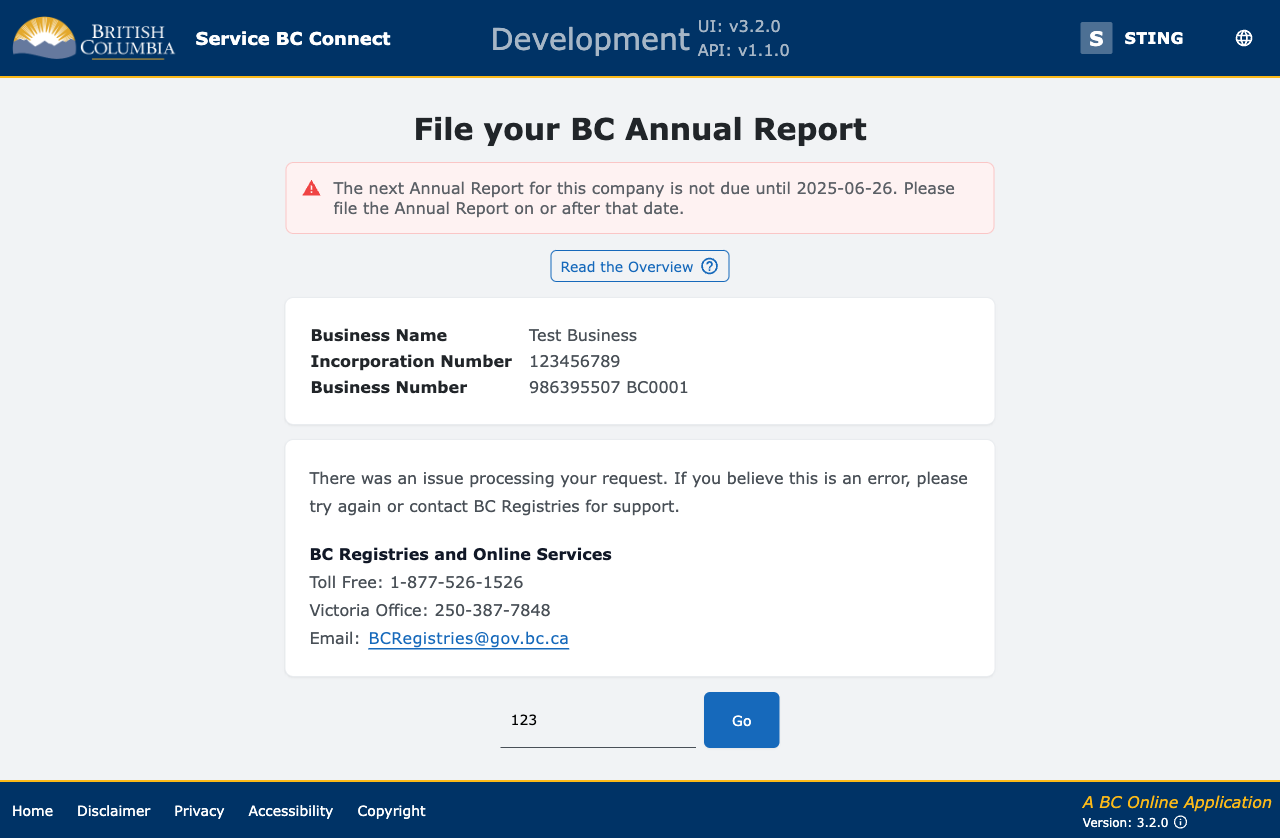 BRITISH
COLUMBIA
Service BC Connect
Development
UI: v3.2.0
API: v1.1.0
S
STING
File your BC Annual Report
The next Annual Report for this company is not due until 2025-06-26. Please
file the Annual Report on or after that date.
Read the Overview
Business Name Test Business
Incorporation Number 123456789
Business Number 986395507 BC0001
There was an issue processing your request. If you believe this is an error, please
try again or contact BC Registries for support.
BC Registries and Online Services
Toll Free: 1-877-526-1526
Victoria Office: 250-387-7848
Email: BCRegistries@gov.bc.ca
123
Go
Home Disclaimer Privacy Accessibility Copyright
A BC Online Application
Version: 3.2.0